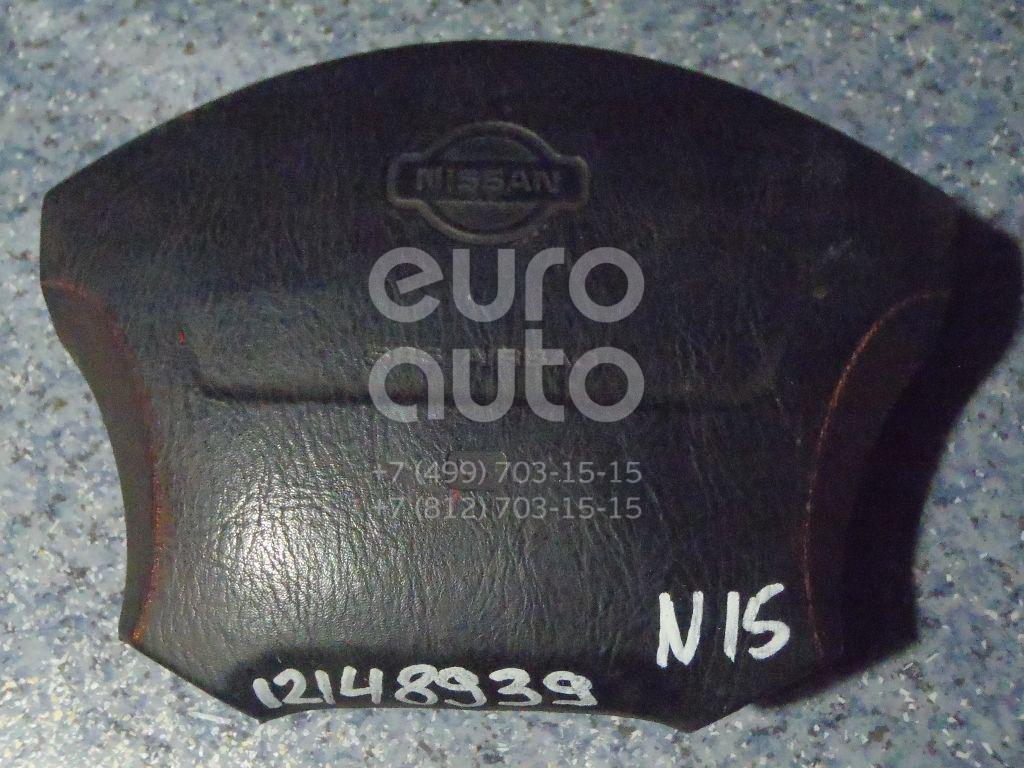 NISSAN
euro
auto
+7 (499) 703-15-15
+7 (812) 703-15-15
N15
12148939